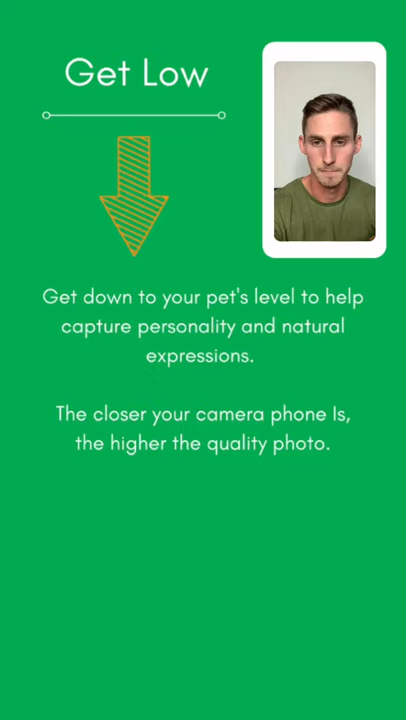 Get Low
Get down to your pet's level to help
capture personality and natural
expressions.
The closer your camera phone Is,
the higher the quality photo.